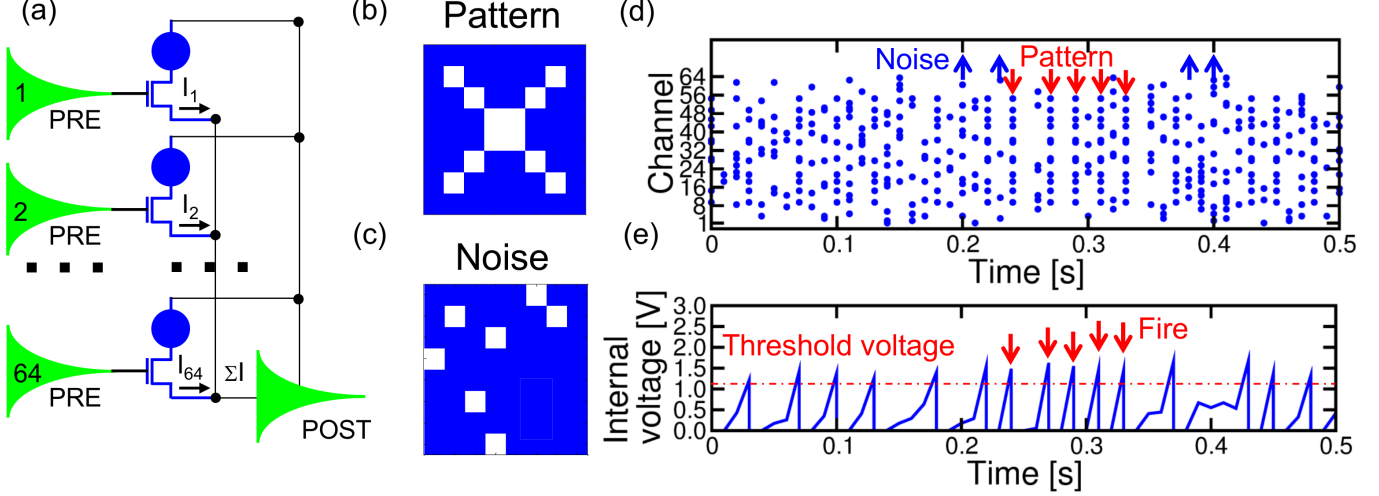 (a)
1
PRE
I1
2
PRE
I2
64
PRE
I64
ΣI
POST
(b)
Pattern
(c)
Noise
(d)
Noise
Pattern
Channel
64
56
48
40
32
24
16
8
1
0
0.1
0.2
0.3
0.4
0.5
Time [s]
(e)
Internal
voltage [V]
3.0
2.5
2.0
1.5
1.0
0.5
0.0
Threshold voltage
Fire
0
0.1
0.2
0.3
0.4
0.5
Time [s]